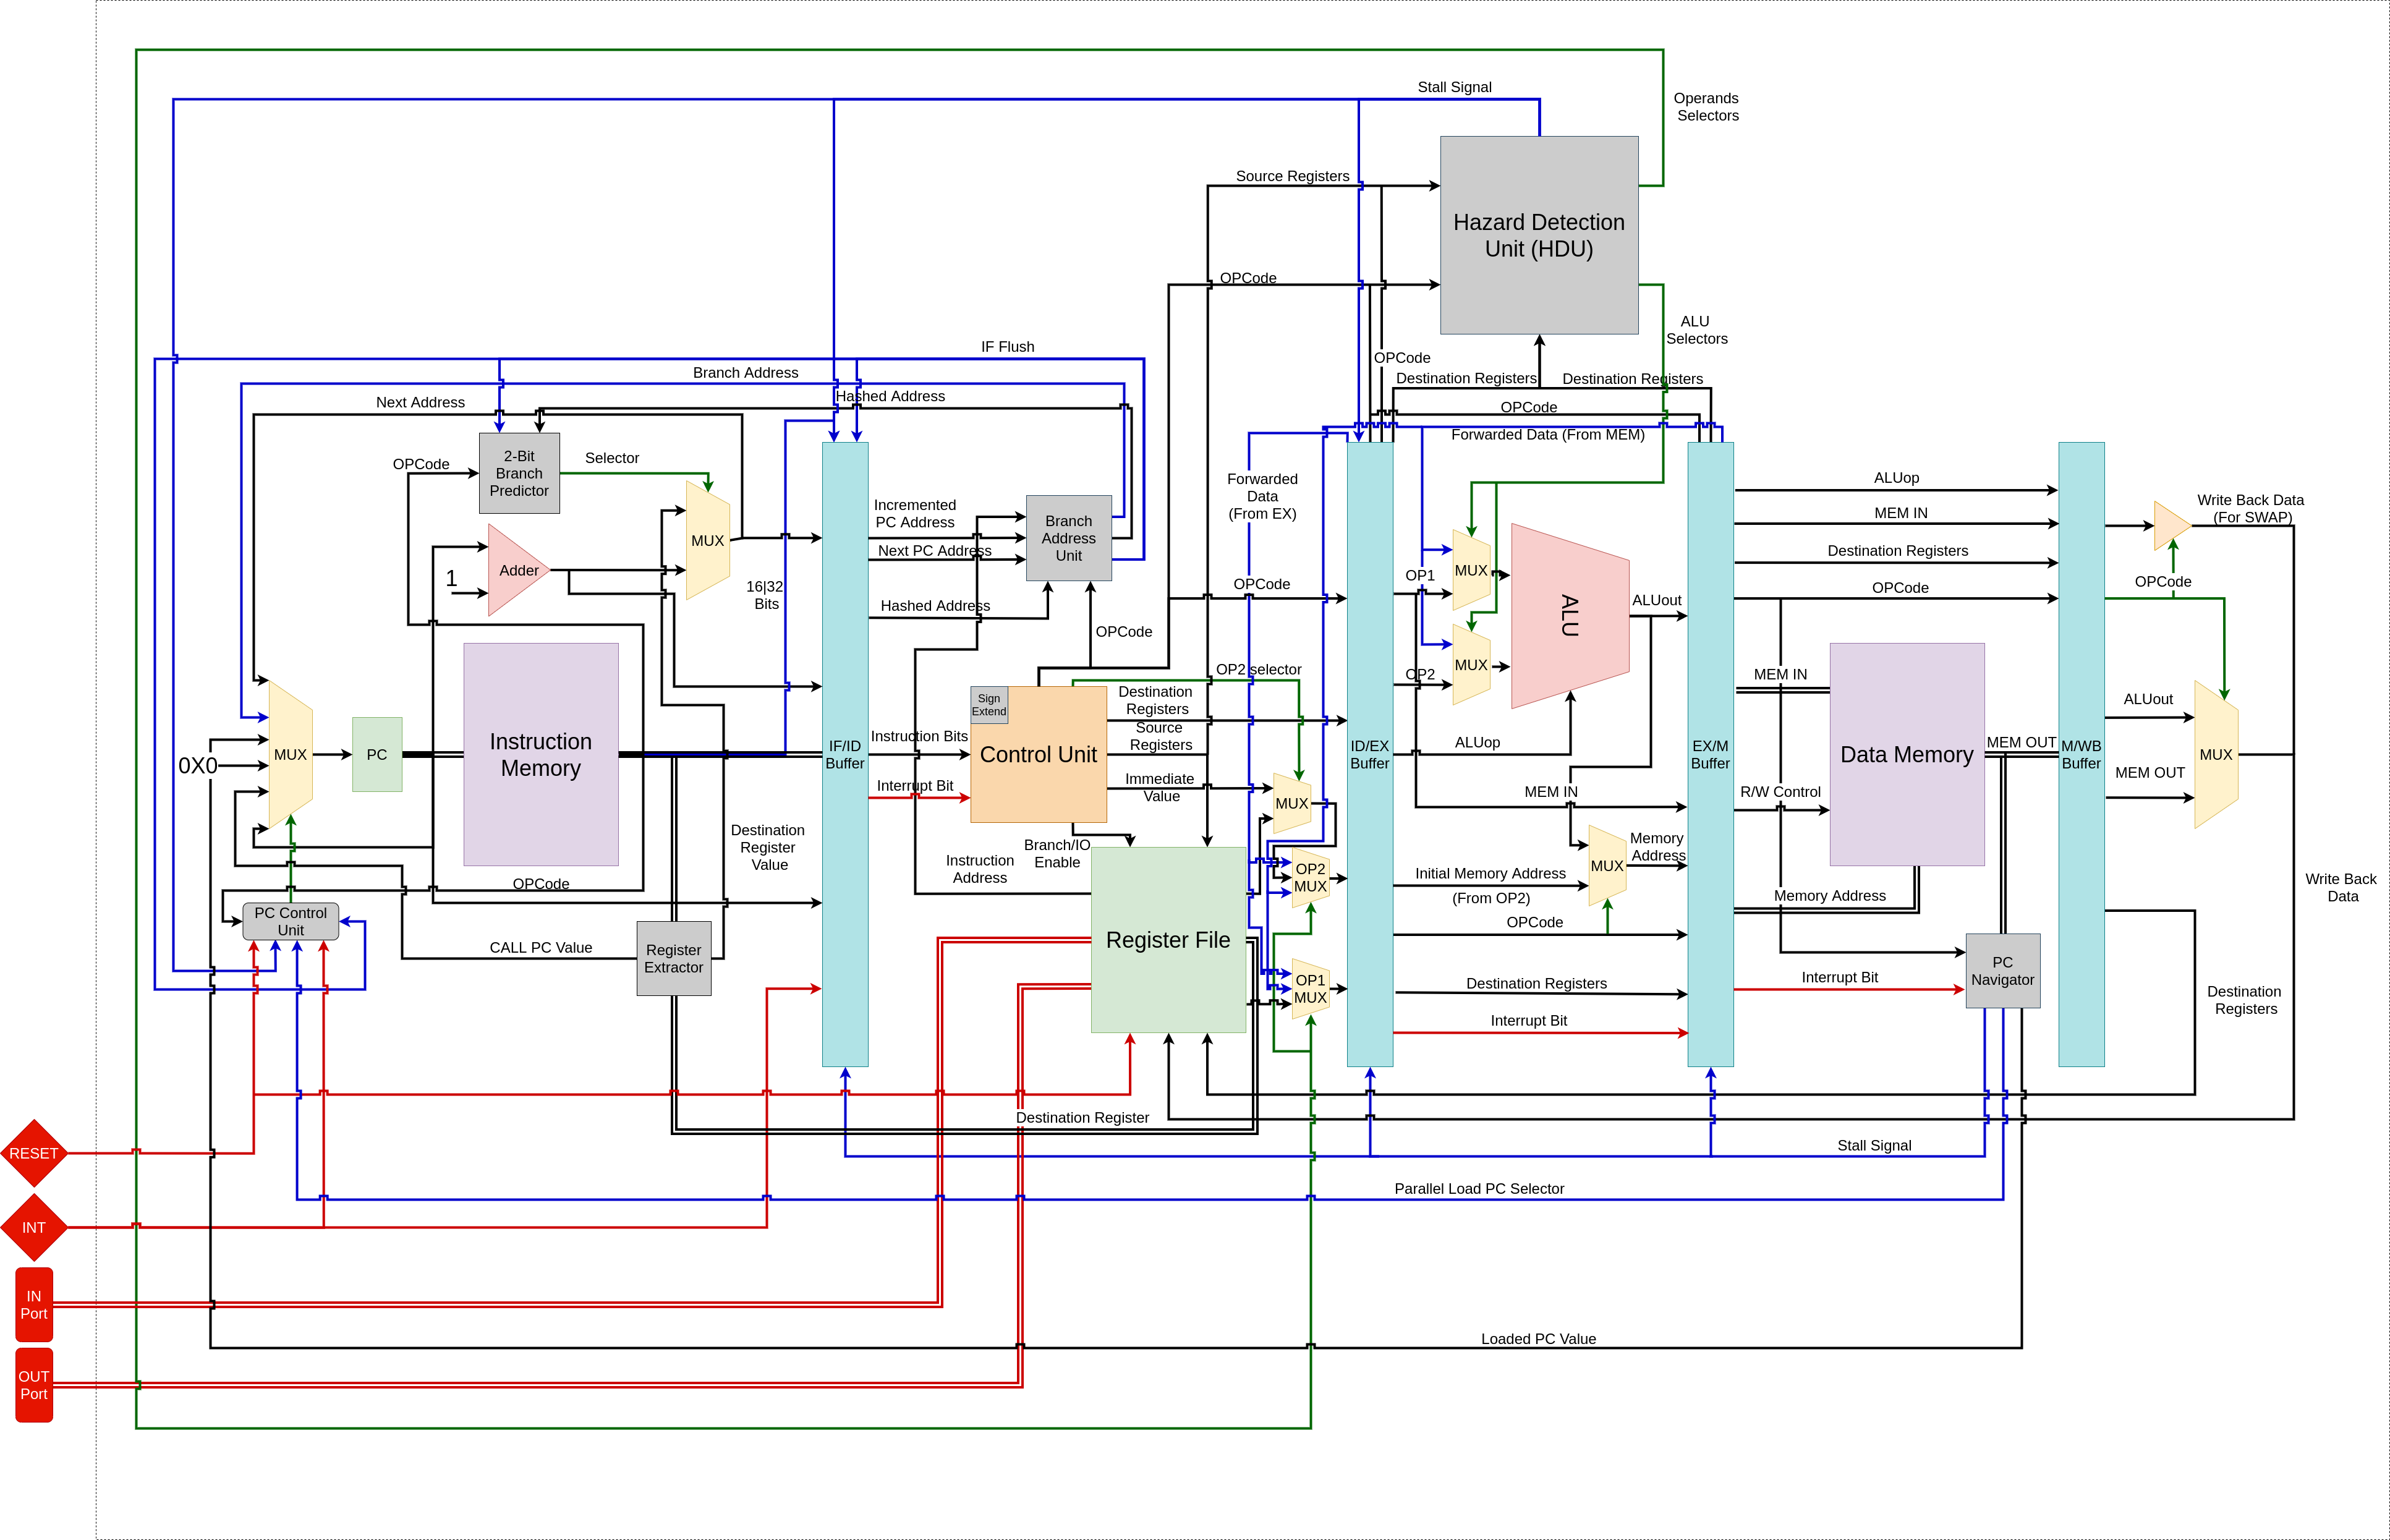 Stall Signal
Operands
Selectors
Source Registers
Hazard Detection
Unit (HDU)
OPCode
ALU
Selectors
IF Flush
OPCode
Branch Address
Destination Registers
Destination Registers
Hashed Address
Next Address
OPCode
Forwarded Data (From MEM)
2-Bit
Branch
Predictor
OPCode
Selector
Forwarded
Data
(From EX)
ALUop
Write Back Data
(For SWAP)
Incremented
PC Address
MEM IN
Branch
Address
Unit
MUX
Next PC Address
Destination Registers
Adder
1
MUX
OP1
OPCode
OPCode
OPCode
16|32
Bits
Hashed Address
ALU
ALUout
OPCode
MUX
OP2
OP2 selector
MEM IN
Sign
Extend
Destination
Registers
ALUout
Source
Registers
Instruction Bits
Instruction
Memory
Control Unit
ALUop
MEM OUT
0X0
MUX
PC
IF/ID
Buffer
ID/EX
Buffer
EX/M
Buffer
Data Memory
M/WB
Buffer
MUX
MEM OUT
Interrupt Bit
Immediate
Value
MUX
MEM IN
R/W Control
Destination
Register
Value
Branch/IO
Enable
Memory
Address
MUX
Instruction
Address
OP2
MUX
Initial Memory Address
(From OP2)
OPCode
Memory Address
Write Back
Data
PC Control
Unit
OPCode
CALL PC Value
Register
Extractor
Register File
OP1
MUX
Destination Registers
PC
Navigator
Interrupt Bit
Destination
Registers
Interrupt Bit
Destination Register
Stall Signal
RESET
Parallel Load PC Selector
INT
IN
Port
Loaded PC Value
OUT
Port